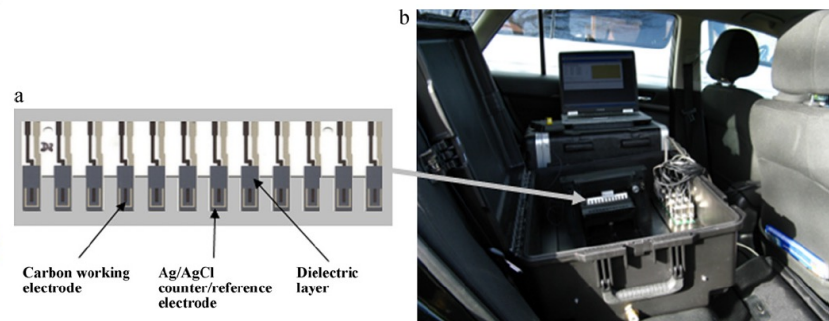 a
b
Carbon working
electrode
Ag/AgCl
counter/reference
electrode
Dielectric
layer